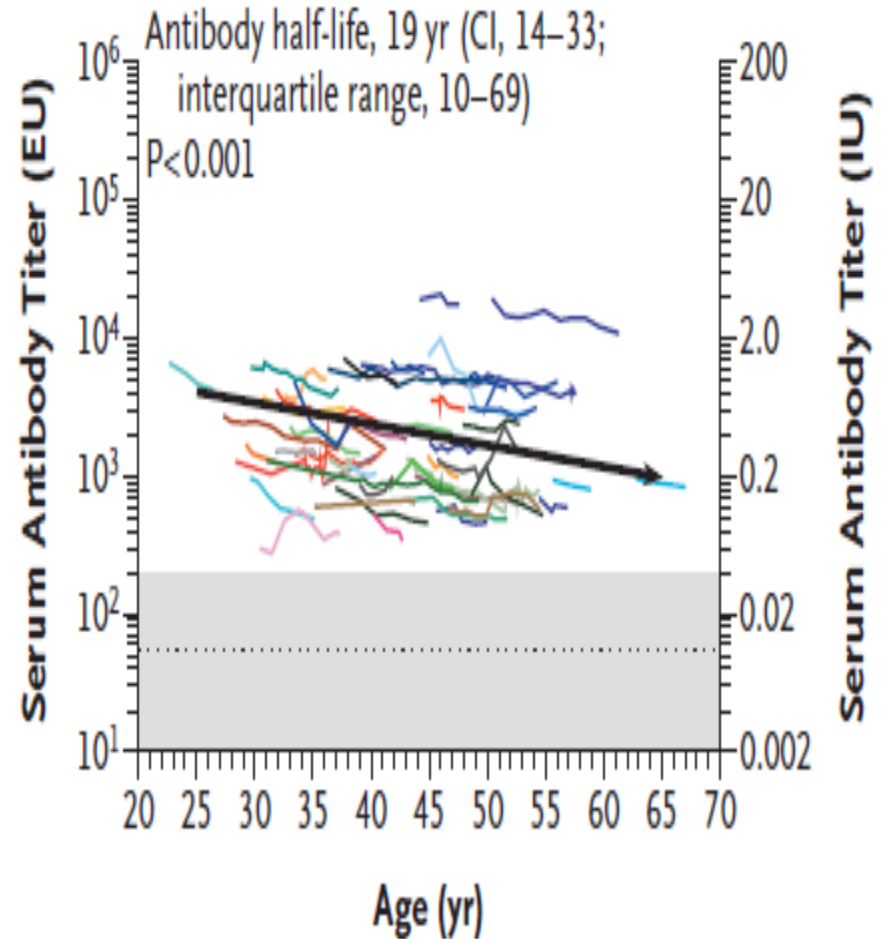 Antibody half-life, 19 yr (CI, 14–33;
interquartile range, 10–69)
P<0.001
Serum Antibody Titer (EU)
10⁶
10⁵
10⁴
10³
10²
10¹
200
20
2.0
0.2
0.02
0.002
Serum Antibody Titer (IU)
20 25 30 35 40 45 50 55 60 65 70
Age (yr)